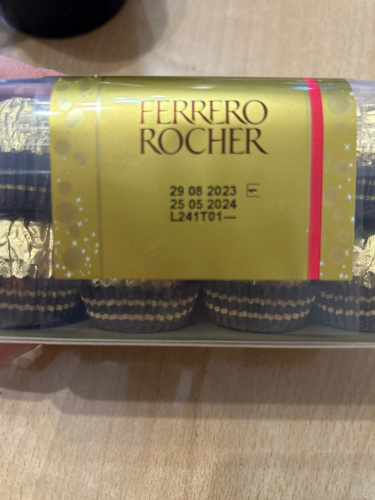 FERRERO
ROCHER
29 08 2023
25 05 2024
L241T01--